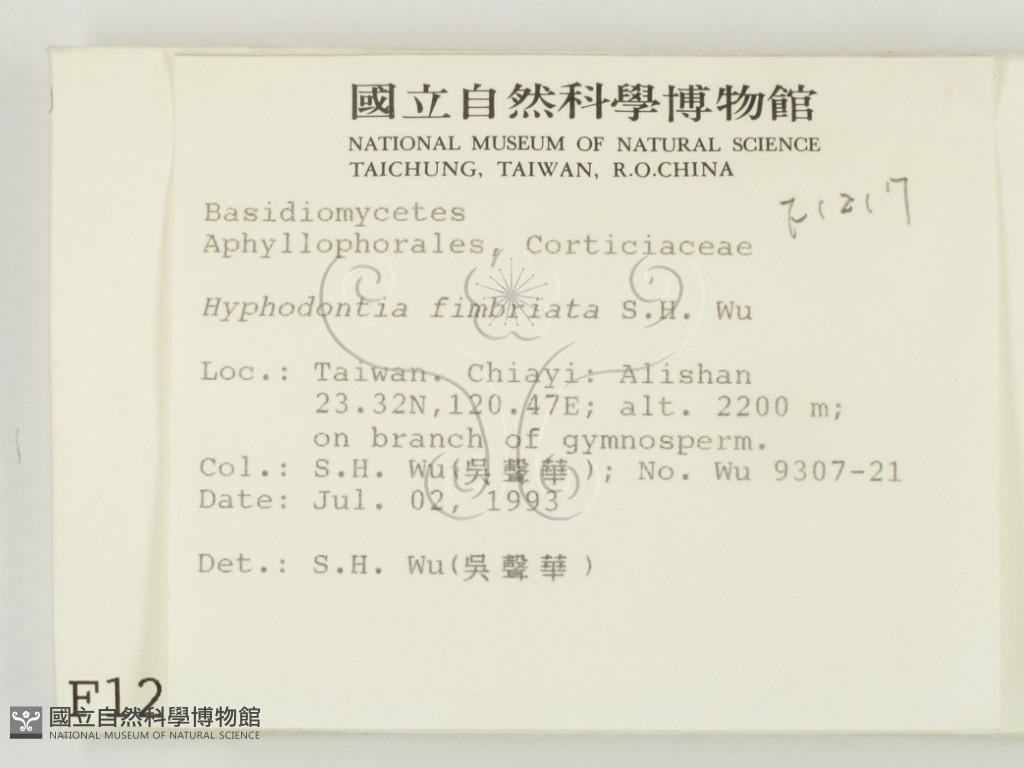 國立自然科學博物館
NATIONAL MUSEUM OF NATURAL SCIENCE
TAICHUNG, TAIWAN, R.O.CHINA
F1217
Basidiomycetes
Aphyllophorales, Corticiaceae
Hyphodontia fimbriata S.H. Wu
Loc.: Taiwan. Chiayi: Alishan
23.32N,120.47E; alt. 2200 m;
on branch of gymnosperm.
Col.: S.H. Wu(吳聲華); No. Wu 9307-21
Date: Jul. 02, 1993
Det.: S.H. Wu(吳聲華)
F12
國立自然科學博物館
NATIONAL MUSEUM OF NATURAL SCIENCE